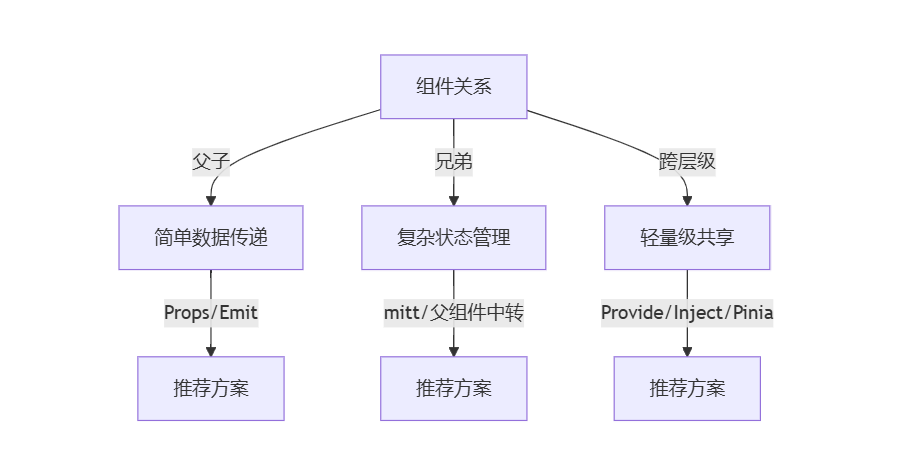 组件关系
父子
兄弟
跨层级
简单数据传递
复杂状态管理
轻量级共享
Props/Emit
mitt/父组件中转
Provide/Inject/Pinia
推荐方案
推荐方案
推荐方案